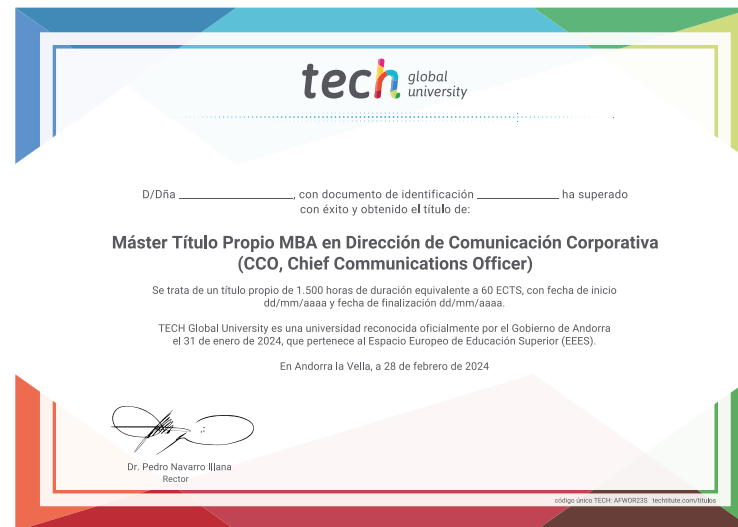 tech global university
D/Dña ______________, con documento de identificación ______________ ha superado
con éxito y obtenido el título de:
Máster Título Propio MBA en Dirección de Comunicación Corporativa
(CCO, Chief Communications Officer)
Se trata de un título propio de 1.500 horas de duración equivalente a 60 ECTS, con fecha de inicio
dd/mm/aaaa y fecha de finalización dd/mm/aaaa.
TECH Global University es una universidad reconocida oficialmente por el Gobierno de Andorra
el 31 de enero de 2024, que pertenece al Espacio Europeo de Educación Superior (EEES).
En Andorra la Vella, a 28 de febrero de 2024
Dr. Pedro Navarro Illana
Rector
código único TECH: AFWOR23S techtitute.com/titulos